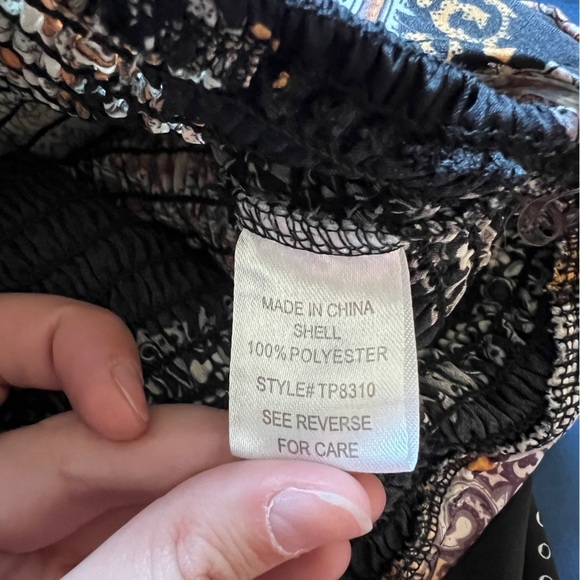 MADE IN CHINA
SHELL
100% POLYESTER
STYLE# TP8310
SEE REVERSE
FOR CARE